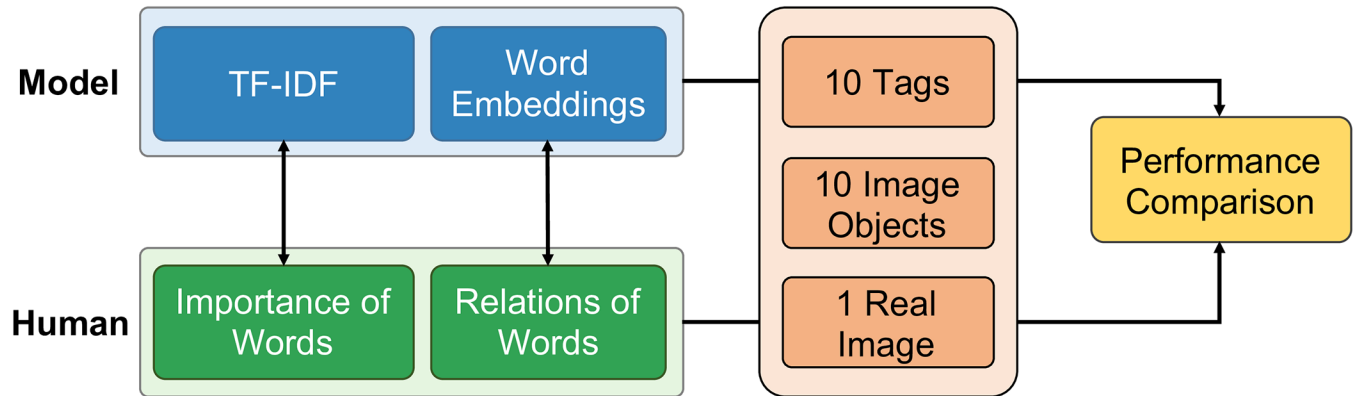 Model
TF-IDF
Word
Embeddings
10 Tags
10 Image
Objects
Performance
Comparison
Human
Importance of
Words
Relations of
Words
1 Real
Image